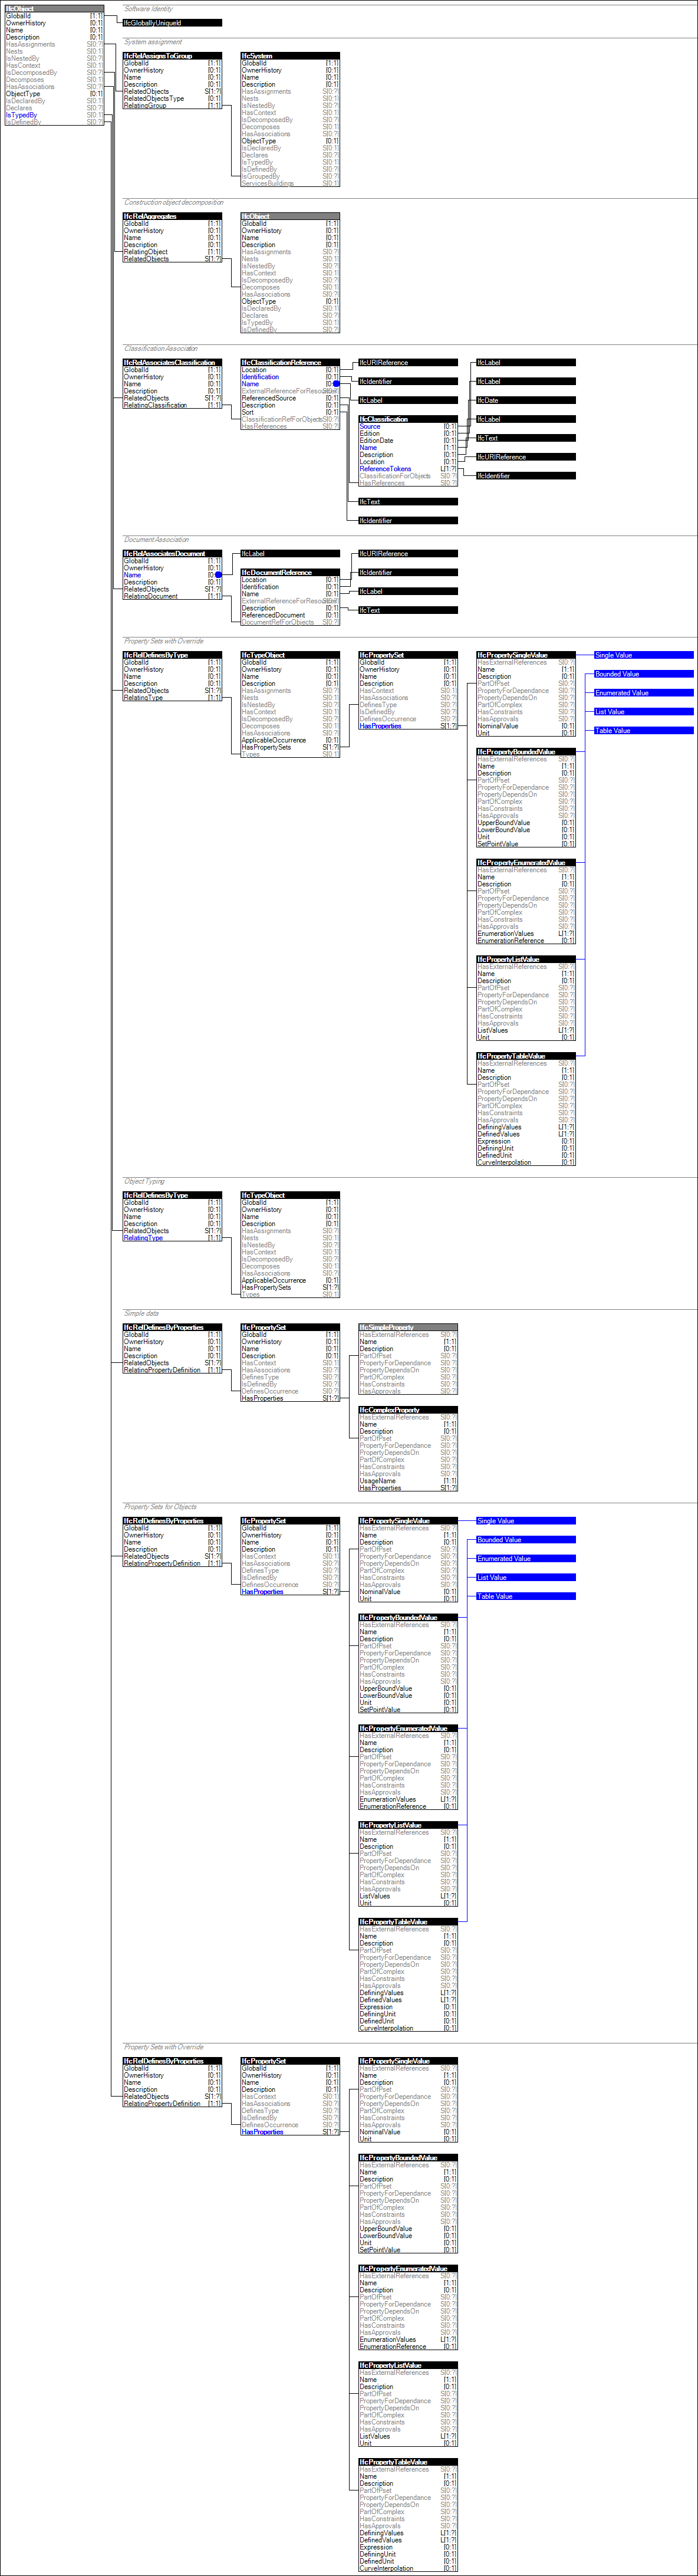 IfcObject
GlobalId [1:1]
OwnerHistory [0:1]
Name [0:1]
Description [0:1]
HasAssignments S[0:?]
Nests S[0:1]
IsNestedBy S[0:?]
HasContext S[0:1]
IsDecomposedBy S[0:?]
Decomposes S[0:1]
HasAssociations S[0:?]
ObjectType [0:1]
IsDeclaredBy S[0:1]
Declares S[0:?]
IsTypedBy S[0:1]
IsDefinedBy S[0:?]
Software Identity
IfcGloballyUniqueId
System assignment
IfcRelAssignsToGroup
GlobalId [1:1]
OwnerHistory [0:1]
Name [0:1]
Description [0:1]
RelatedObjects S[1:?]
RelatedObjectsType [0:1]
RelatingGroup [1:1]
IfcSystem
GlobalId [1:1]
OwnerHistory [0:1]
Name [0:1]
Description [0:1]
HasAssignments S[0:?]
Nests S[0:1]
IsNestedBy S[0:?]
HasContext S[0:1]
IsDecomposedBy S[0:?]
Decomposes S[0:1]
HasAssociations S[0:?]
ObjectType [0:1]
IsDeclaredBy S[0:1]
Declares S[0:?]
IsTypedBy S[0:1]
IsDefinedBy S[0:?]
IsGroupedBy S[0:?]
ServicesBuildings S[0:1]
Construction object decomposition
IfcRelAggregates
GlobalId [1:1]
OwnerHistory [0:1]
Name [0:1]
Description [0:1]
RelatingObject [1:1]
RelatedObjects S[1:?]
IfcObject
GlobalId [1:1]
OwnerHistory [0:1]
Name [0:1]
Description [0:1]
HasAssignments S[0:?]
Nests S[0:1]
IsNestedBy S[0:?]
HasContext S[0:1]
IsDecomposedBy S[0:?]
Decomposes S[0:1]
HasAssociations S[0:?]
ObjectType [0:1]
IsDeclaredBy S[0:1]
Declares S[0:?]
IsTypedBy S[0:1]
IsDefinedBy S[0:?]
Classification Association
IfcRelAssociatesClassification
GlobalId [1:1]
OwnerHistory [0:1]
Name [0:1]
Description [0:1]
RelatedObjects S[1:?]
RelatingClassification [1:1]
IfcClassificationReference
Location [0:1]
Identification [0:1]
Name [0:
ExternalReferenceForResource
ReferencedSource [0:1]
Description [0:1]
Sort [0:1]
ClassificationRefForObjects S[0:?]
HasReferences S[0:?]
IfcURIReference
IfcIdentifier
IfcLabel
IfcClassification
Source [0:1]
Edition [0:1]
EditionDate [0:1]
Name [1:1]
Description [0:1]
Location [0:1]
ReferenceTokens L[1:?]
ClassificationForObjects S[0:?]
HasReferences S[0:?]
IfcText
IfcIdentifier
IfcLabel
IfcLabel
IfcDate
IfcLabel
IfcText
IfcURIReference
IfcIdentifier
Document Association
IfcRelAssociatesDocument
GlobalId [1:1]
OwnerHistory [0:1]
Name [0:
Description [0:1]
RelatedObjects S[1:?]
RelatingDocument [1:1]
IfcLabel
IfcDocumentReference
Location [0:1]
Identification [0:1]
Name [0:1]
ExternalReferenceForResource
Description [0:1]
ReferencedDocument [0:1]
DocumentRefForObjects S[0:?]
IfcURIReference
IfcIdentifier
IfcLabel
IfcText
Property Sets with Override
IfcRelDefinesByType
GlobalId [1:1]
OwnerHistory [0:1]
Name [0:1]
Description [0:1]
RelatedObjects S[1:?]
RelatingType [1:1]
IfcTypeObject
GlobalId [1:1]
OwnerHistory [0:1]
Name [0:1]
Description [0:1]
HasAssignments S[0:?]
Nests S[0:1]
IsNestedBy S[0:?]
HasContext S[0:1]
IsDecomposedBy S[0:?]
Decomposes S[0:1]
HasAssociations S[0:?]
ApplicableOccurrence [0:1]
HasPropertySets S[1:?]
Types S[0:1]
IfcPropertySet
GlobalId [1:1]
OwnerHistory [0:1]
Name [0:1]
Description [0:1]
HasContext S[0:1]
HasAssociations S[0:?]
DefinesType S[0:?]
IsDefinedBy S[0:?]
DefinesOccurrence S[0:?]
HasProperties S[1:?]
IfcPropertySingleValue
HasExternalReferences S[0:?]
Name [1:1]
Description [0:1]
PartOfPset S[0:?]
PropertyForDependance S[0:?]
PropertyDependsOn S[0:?]
PartOfComplex S[0:?]
HasConstraints S[0:?]
HasApprovals S[0:?]
NominalValue [0:1]
Unit [0:1]
IfcPropertyBoundedValue
HasExternalReferences S[0:?]
Name [1:1]
Description [0:1]
PartOfPset S[0:?]
PropertyForDependance S[0:?]
PropertyDependsOn S[0:?]
PartOfComplex S[0:?]
HasConstraints S[0:?]
HasApprovals S[0:?]
UpperBoundValue [0:1]
LowerBoundValue [0:1]
Unit [0:1]
SetPointValue [0:1]
IfcPropertyEnumeratedValue
HasExternalReferences S[0:?]
Name [1:1]
Description [0:1]
PartOfPset S[0:?]
PropertyForDependance S[0:?]
PropertyDependsOn S[0:?]
PartOfComplex S[0:?]
HasConstraints S[0:?]
HasApprovals S[0:?]
EnumerationValues L[1:?]
EnumerationReference [0:1]
IfcPropertyListValue
HasExternalReferences S[0:?]
Name [1:1]
Description [0:1]
PartOfPset S[0:?]
PropertyForDependance S[0:?]
PropertyDependsOn S[0:?]
PartOfComplex S[0:?]
HasConstraints S[0:?]
HasApprovals S[0:?]
ListValues L[1:?]
Unit [0:1]
IfcPropertyTableValue
HasExternalReferences S[0:?]
Name [1:1]
Description [0:1]
PartOfPset S[0:?]
PropertyForDependance S[0:?]
PropertyDependsOn S[0:?]
PartOfComplex S[0:?]
HasConstraints S[0:?]
HasApprovals S[0:?]
DefiningValues L[1:?]
DefinedValues L[1:?]
Expression [0:1]
DefiningUnit [0:1]
DefinedUnit [0:1]
CurveInterpolation [0:1]
Single Value
Bounded Value
Enumerated Value
List Value
Table Value
Object Typing
IfcRelDefinesByType
GlobalId [1:1]
OwnerHistory [0:1]
Name [0:1]
Description [0:1]
RelatedObjects S[1:?]
RelatingType [1:1]
IfcTypeObject
GlobalId [1:1]
OwnerHistory [0:1]
Name [0:1]
Description [0:1]
HasAssignments S[0:?]
Nests S[0:1]
IsNestedBy S[0:?]
HasContext S[0:1]
IsDecomposedBy S[0:?]
Decomposes S[0:1]
HasAssociations S[0:?]
ApplicableOccurrence [0:1]
HasPropertySets S[1:?]
Types S[0:1]
Simple data
IfcRelDefinesByProperties
GlobalId [1:1]
OwnerHistory [0:1]
Name [0:1]
Description [0:1]
RelatedObjects S[1:?]
RelatingPropertyDefinition [1:1]
IfcPropertySet
GlobalId [1:1]
OwnerHistory [0:1]
Name [0:1]
Description [0:1]
HasContext S[0:1]
HasAssociations S[0:?]
DefinesType S[0:?]
IsDefinedBy S[0:?]
DefinesOccurrence S[0:?]
HasProperties S[1:?]
IfcSimpleProperty
HasExternalReferences S[0:?]
Name [1:1]
Description [0:1]
PartOfPset S[0:?]
PropertyForDependance S[0:?]
PropertyDependsOn S[0:?]
PartOfComplex S[0:?]
HasConstraints S[0:?]
HasApprovals S[0:?]
IfcComplexProperty
HasExternalReferences S[0:?]
Name [1:1]
Description [0:1]
PartOfPset S[0:?]
PropertyForDependance S[0:?]
PropertyDependsOn S[0:?]
PartOfComplex S[0:?]
HasConstraints S[0:?]
HasApprovals S[0:?]
UsageName [1:1]
HasProperties S[1:?]
Property Sets for Objects
IfcRelDefinesByProperties
GlobalId [1:1]
OwnerHistory [0:1]
Name [0:1]
Description [0:1]
RelatedObjects S[1:?]
RelatingPropertyDefinition [1:1]
IfcPropertySet
GlobalId [1:1]
OwnerHistory [0:1]
Name [0:1]
Description [0:1]
HasContext S[0:1]
HasAssociations S[0:?]
DefinesType S[0:?]
IsDefinedBy S[0:?]
DefinesOccurrence S[0:?]
HasProperties S[1:?]
IfcPropertySingleValue
HasExternalReferences S[0:?]
Name [1:1]
Description [0:1]
PartOfPset S[0:?]
PropertyForDependance S[0:?]
PropertyDependsOn S[0:?]
PartOfComplex S[0:?]
HasConstraints S[0:?]
HasApprovals S[0:?]
NominalValue [0:1]
Unit [0:1]
IfcPropertyBoundedValue
HasExternalReferences S[0:?]
Name [1:1]
Description [0:1]
PartOfPset S[0:?]
PropertyForDependance S[0:?]
PropertyDependsOn S[0:?]
PartOfComplex S[0:?]
HasConstraints S[0:?]
HasApprovals S[0:?]
UpperBoundValue [0:1]
LowerBoundValue [0:1]
Unit [0:1]
SetPointValue [0:1]
IfcPropertyEnumeratedValue
HasExternalReferences S[0:?]
Name [1:1]
Description [0:1]
PartOfPset S[0:?]
PropertyForDependance S[0:?]
PropertyDependsOn S[0:?]
PartOfComplex S[0:?]
HasConstraints S[0:?]
HasApprovals S[0:?]
EnumerationValues L[1:?]
EnumerationReference [0:1]
IfcPropertyListValue
HasExternalReferences S[0:?]
Name [1:1]
Description [0:1]
PartOfPset S[0:?]
PropertyForDependance S[0:?]
PropertyDependsOn S[0:?]
PartOfComplex S[0:?]
HasConstraints S[0:?]
HasApprovals S[0:?]
ListValues L[1:?]
Unit [0:1]
IfcPropertyTableValue
HasExternalReferences S[0:?]
Name [1:1]
Description [0:1]
PartOfPset S[0:?]
PropertyForDependance S[0:?]
PropertyDependsOn S[0:?]
PartOfComplex S[0:?]
HasConstraints S[0:?]
HasApprovals S[0:?]
DefiningValues L[1:?]
DefinedValues L[1:?]
Expression [0:1]
DefiningUnit [0:1]
DefinedUnit [0:1]
CurveInterpolation [0:1]
Single Value
Bounded Value
Enumerated Value
List Value
Table Value
Property Sets with Override
IfcRelDefinesByProperties
GlobalId [1:1]
OwnerHistory [0:1]
Name [0:1]
Description [0:1]
RelatedObjects S[1:?]
RelatingPropertyDefinition [1:1]
IfcPropertySet
GlobalId [1:1]
OwnerHistory [0:1]
Name [0:1]
Description [0:1]
HasContext S[0:1]
HasAssociations S[0:?]
DefinesType S[0:?]
IsDefinedBy S[0:?]
DefinesOccurrence S[0:?]
HasProperties S[1:?]
IfcPropertySingleValue
HasExternalReferences S[0:?]
Name [1:1]
Description [0:1]
PartOfPset S[0:?]
PropertyForDependance S[0:?]
PropertyDependsOn S[0:?]
PartOfComplex S[0:?]
HasConstraints S[0:?]
HasApprovals S[0:?]
NominalValue [0:1]
Unit [0:1]
IfcPropertyBoundedValue
HasExternalReferences S[0:?]
Name [1:1]
Description [0:1]
PartOfPset S[0:?]
PropertyForDependance S[0:?]
PropertyDependsOn S[0:?]
PartOfComplex S[0:?]
HasConstraints S[0:?]
HasApprovals S[0:?]
UpperBoundValue [0:1]
LowerBoundValue [0:1]
Unit [0:1]
SetPointValue [0:1]
IfcPropertyEnumeratedValue
HasExternalReferences S[0:?]
Name [1:1]
Description [0:1]
PartOfPset S[0:?]
PropertyForDependance S[0:?]
PropertyDependsOn S[0:?]
PartOfComplex S[0:?]
HasConstraints S[0:?]
HasApprovals S[0:?]
EnumerationValues L[1:?]
EnumerationReference [0:1]
IfcPropertyListValue
HasExternalReferences S[0:?]
Name [1:1]
Description [0:1]
PartOfPset S[0:?]
PropertyForDependance S[0:?]
PropertyDependsOn S[0:?]
PartOfComplex S[0:?]
HasConstraints S[0:?]
HasApprovals S[0:?]
ListValues L[1:?]
Unit [0:1]
IfcPropertyTableValue
HasExternalReferences S[0:?]
Name [1:1]
Description [0:1]
PartOfPset S[0:?]
PropertyForDependance S[0:?]
PropertyDependsOn S[0:?]
PartOfComplex S[0:?]
HasConstraints S[0:?]
HasApprovals S[0:?]
DefiningValues L[1:?]
DefinedValues L[1:?]
Expression [0:1]
DefiningUnit [0:1]
DefinedUnit [0:1]
CurveInterpolation [0:1]